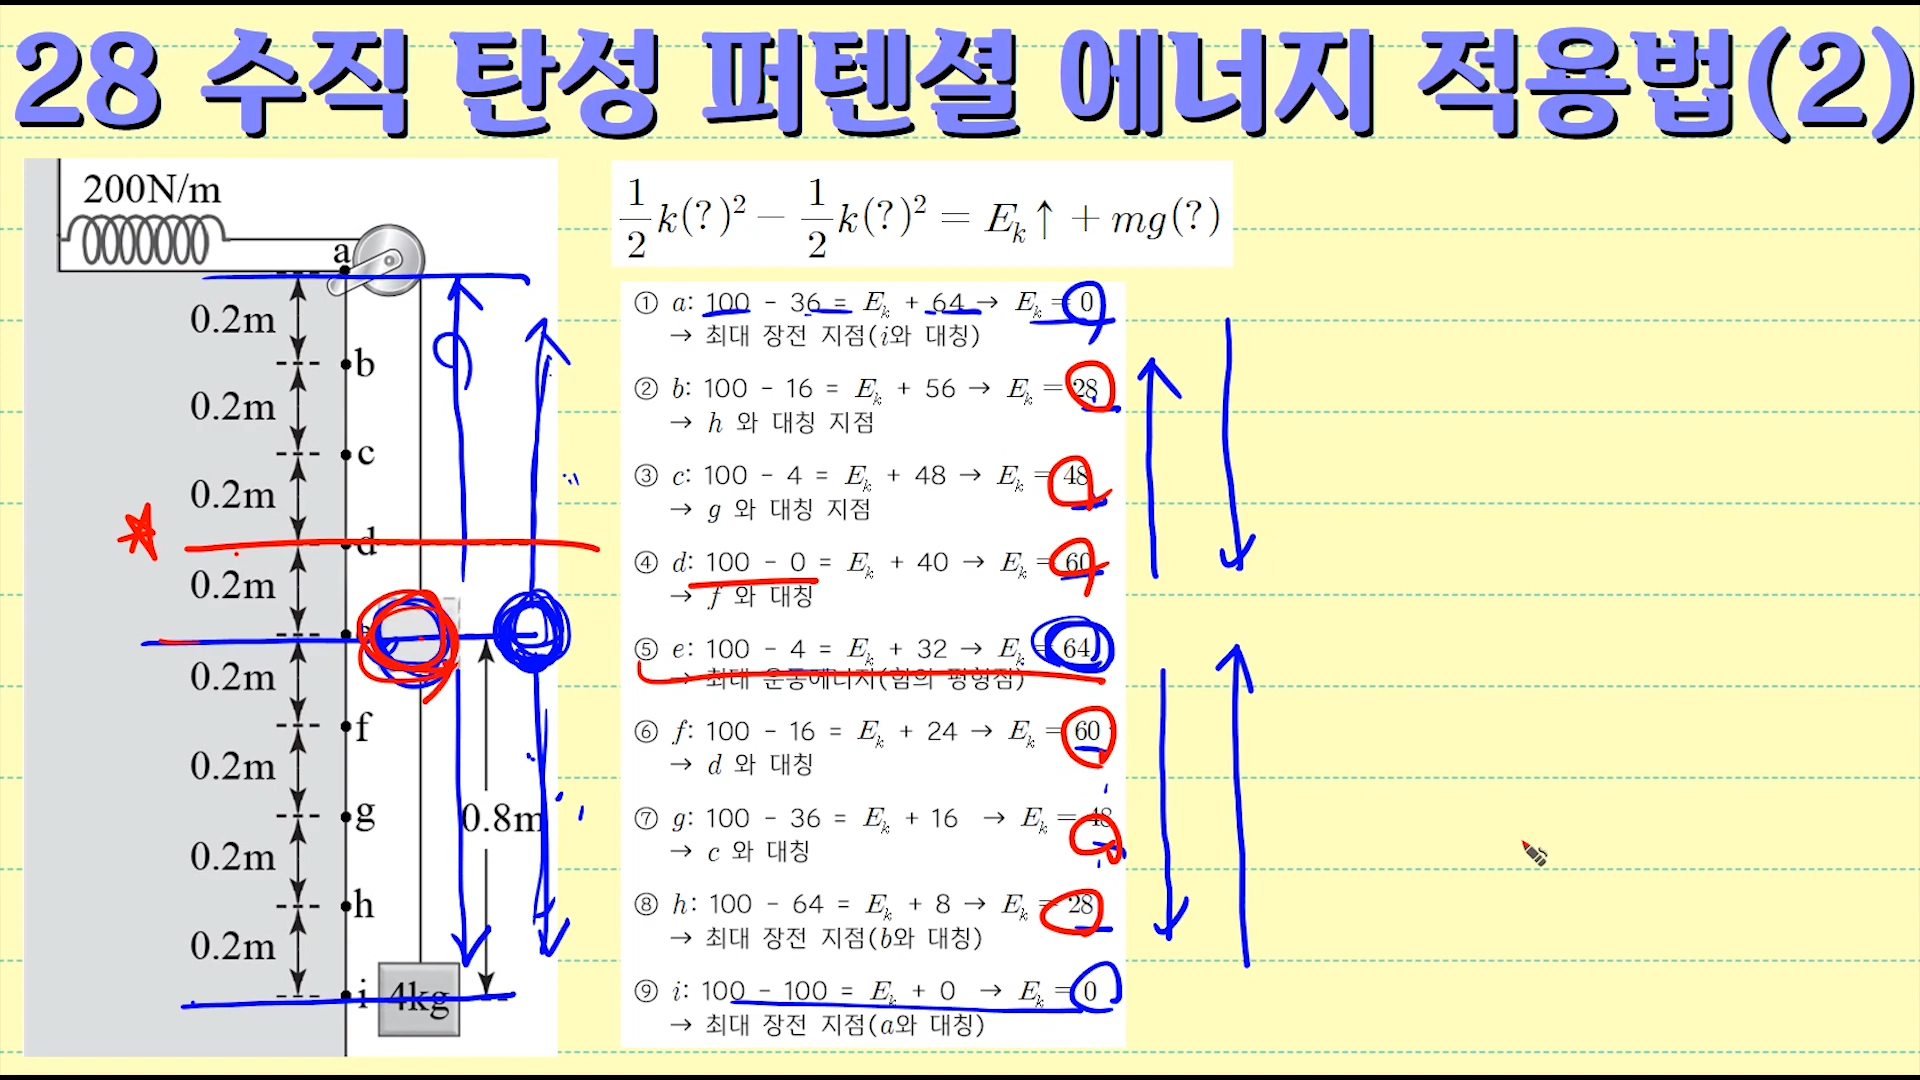 28 수직 탄성 퍼텐셜 에너지 적용법(2)
200N/m
a
0.2m
b
0.2m
c
0.2m
d
0.2m
0.2m
f
0.2m
g
0.2m
h
0.2m
i
0.8m
4kg
1/2 k(?)² − 1/2 k(?)² = Eₖ↑ + mg(?)
① a: 100 - 36 = Eₖ + 64 → Eₖ = 0
→ 최대 장전 지점(i와 대칭)
② b: 100 - 16 = Eₖ + 56 → Eₖ = 28
→ h 와 대칭 지점
③ c: 100 - 4 = Eₖ + 48 → Eₖ = 48
→ g 와 대칭 지점
④ d: 100 - 0 = Eₖ + 40 → Eₖ = 60
→ f 와 대칭
⑤ e: 100 - 4 = Eₖ + 32 → Eₖ = 64
→ 최대 운동에너지(힘의 평형점)
⑥ f: 100 - 16 = Eₖ + 24 → Eₖ = 60
→ d 와 대칭
⑦ g: 100 - 36 = Eₖ + 16 → Eₖ = 48
→ c 와 대칭
⑧ h: 100 - 64 = Eₖ + 8 → Eₖ = 28
→ 최대 장전 지점(b와 대칭)
⑨ i: 100 - 100 = Eₖ + 0 → Eₖ = 0
→ 최대 장전 지점(a와 대칭)